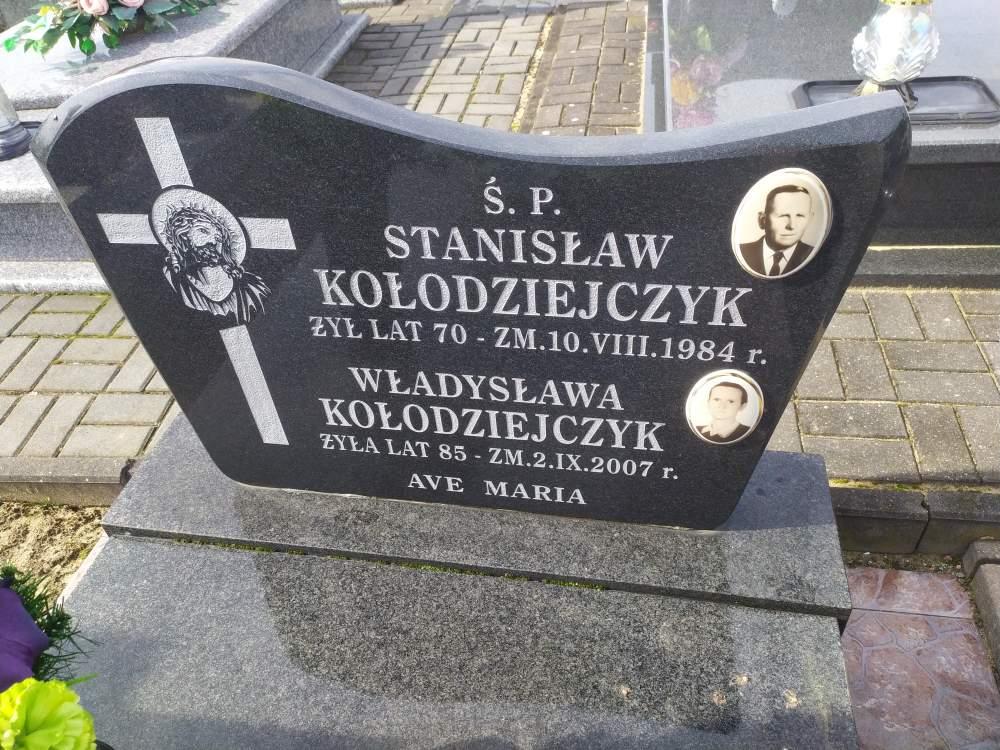 Ś. P.
STANISŁAW
KOŁODZIEJCZYK
ŻYŁ LAT 70 - ZM.10.VIII.1984 r.
WŁADYSŁAWA
KOŁODZIEJCZYK
ŻYŁA LAT 85 - ZM.2.IX.2007 r.
AVE MARIA